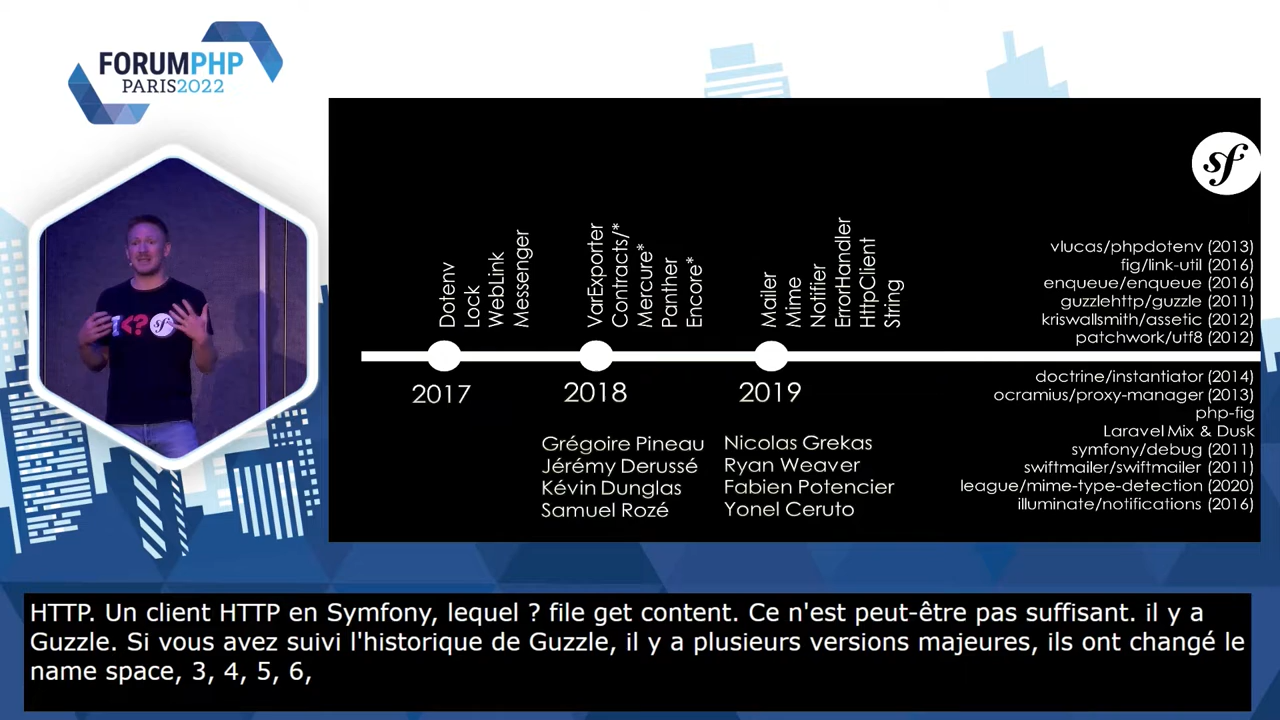 FORUMPHP
PARIS2022
<?
sf
sf
Dotenv
Lock
WebLink
Messenger
VarExporter
Contracts/*
Mercure*
Panther
Encore*
Mailer
Mime
Notifier
ErrorHandler
HttpClient
String
vlucas/phpdotenv (2013)
fig/link-util (2016)
enqueue/enqueue (2016)
guzzlehttp/guzzle (2011)
kriswallsmith/assetic (2012)
patchwork/utf8 (2012)
2017
2018
2019
doctrine/instantiator (2014)
ocramius/proxy-manager (2013)
php-fig
Laravel Mix & Dusk
symfony/debug (2011)
swiftmailer/swiftmailer (2011)
league/mime-type-detection (2020)
illuminate/notifications (2016)
Grégoire Pineau
Jérémy Derussé
Kévin Dunglas
Samuel Rozé
Nicolas Grekas
Ryan Weaver
Fabien Potencier
Yonel Ceruto
HTTP. Un client HTTP en Symfony, lequel ? file get content. Ce n'est peut-être pas suffisant. il y a
Guzzle. Si vous avez suivi l'historique de Guzzle, il y a plusieurs versions majeures, ils ont changé le
name space, 3, 4, 5, 6,